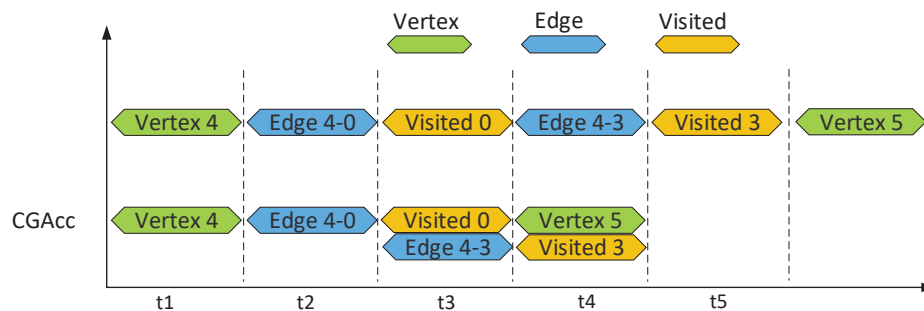 Vertex Edge Visited
Vertex 4 Edge 4-0 Visited 0 Edge 4-3 Visited 3 Vertex 5
CGAcc Vertex 4 Edge 4-0 Visited 0 Vertex 5
Edge 4-3 Visited 3
t1 t2 t3 t4 t5